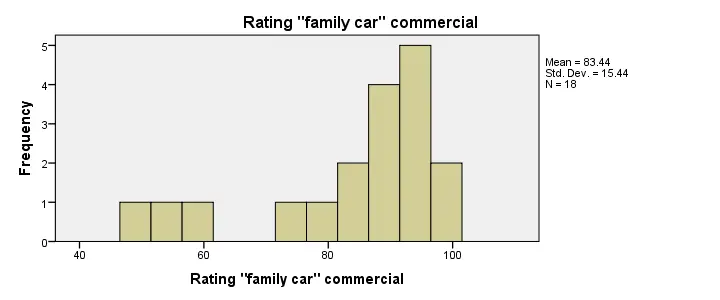 Rating "family car" commercial
Mean = 83.44
Std. Dev. = 15.44
N = 18
Frequency
5
4
3
2
1
0
40 60 80 100
Rating "family car" commercial